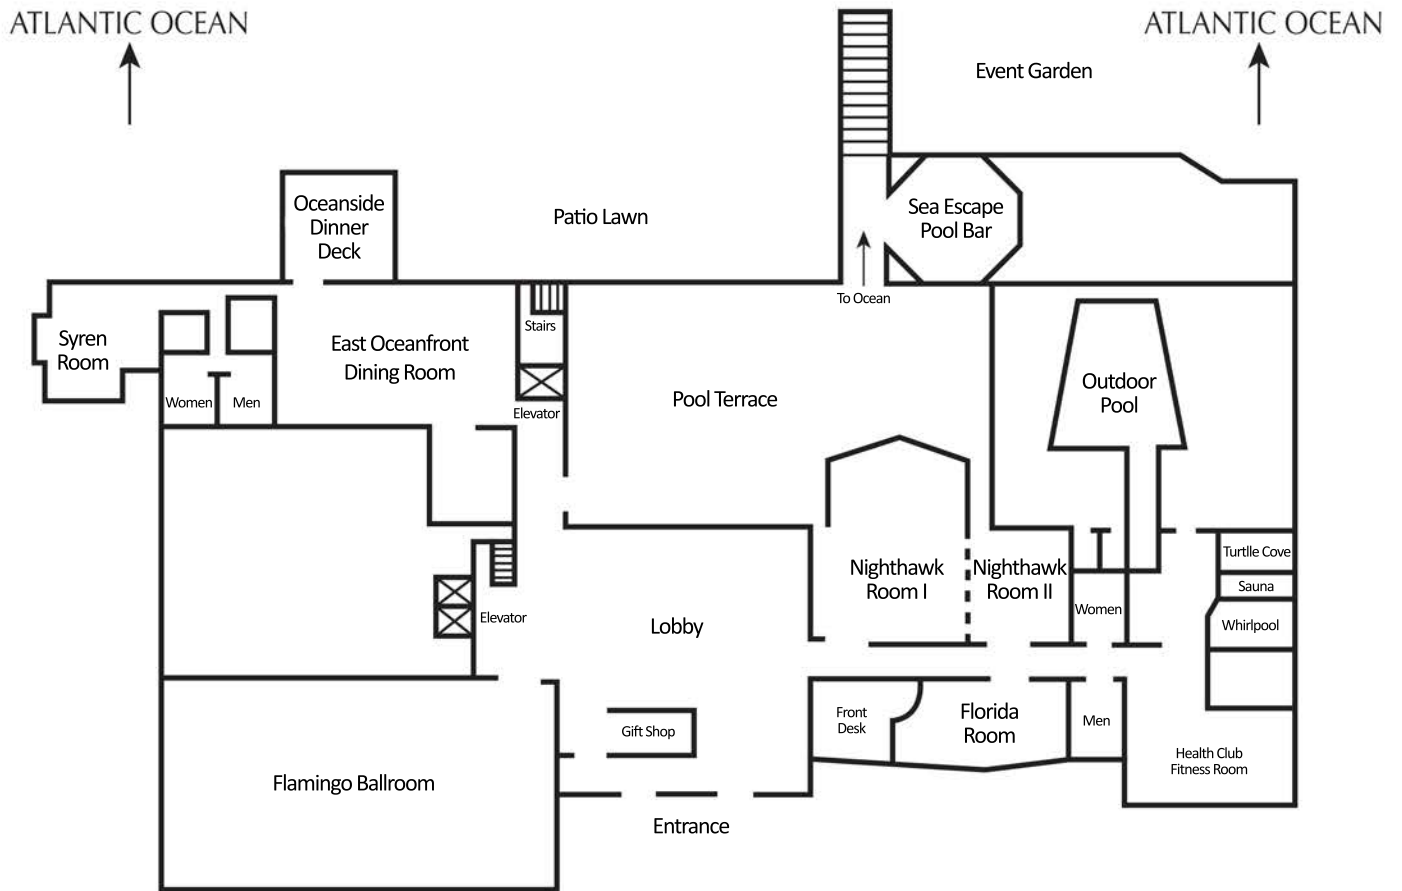 ATLANTIC OCEAN
ATLANTIC OCEAN
Event Garden
Oceanside
Dinner
Deck
Patio Lawn
Sea Escape
Pool Bar
To Ocean
Syren
Room
East Oceanfront
Dining Room
Stairs
Elevator
Women
Men
Pool Terrace
Outdoor
Pool
Nighthawk
Room I
Nighthawk
Room II
Women
Turtlle Cove
Sauna
Whirlpool
Elevator
Lobby
Gift Shop
Front
Desk
Florida
Room
Men
Health Club
Fitness Room
Flamingo Ballroom
Entrance